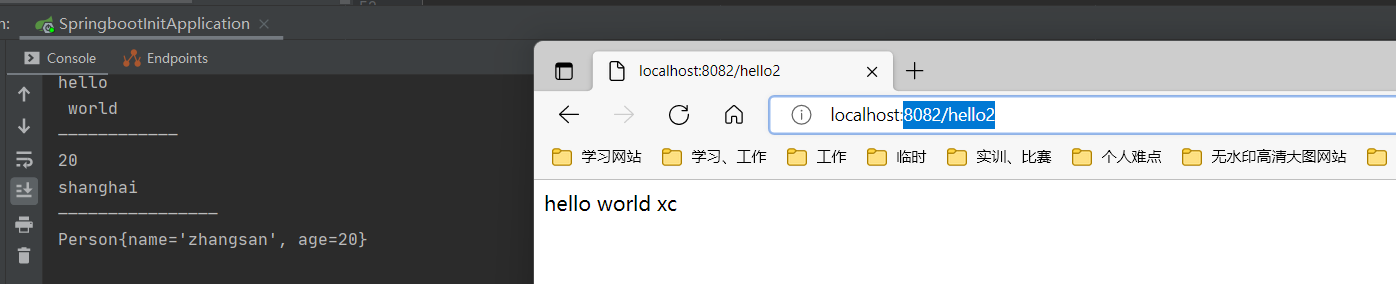 n:
SpringbootInitApplication
Console
Endpoints
hello
world
————————————
20
shanghai
————————————————
Person{name='zhangsan', age=20}
localhost:8082/hello2
localhost:8082/hello2
学习网站
学习、工作
工作
临时
实训、比赛
个人难点
无水印高清大图网站
hello world xc